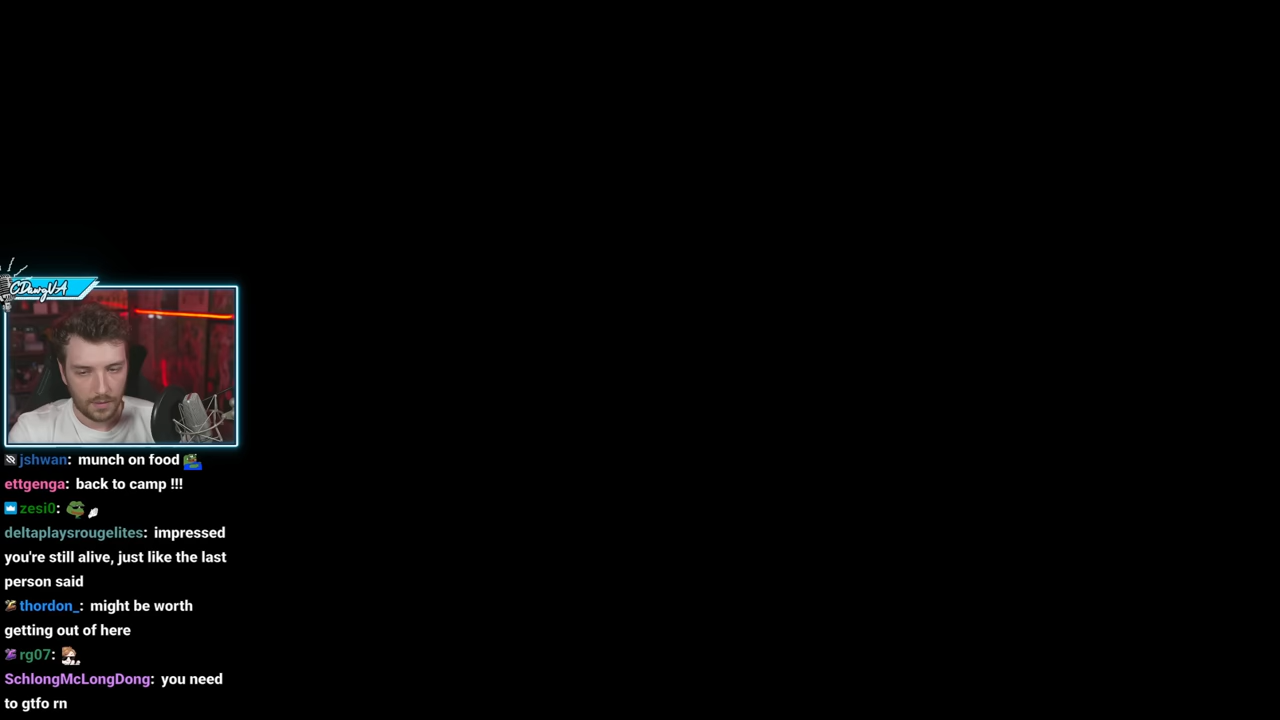 CDawgVA
jshwan: munch on food
ettgenga: back to camp !!!
zesi0:
deltaplaysrougelites: impressed
you're still alive, just like the last
person said
thordon_: might be worth
getting out of here
rg07:
SchlongMcLongDong: you need
to gtfo rn